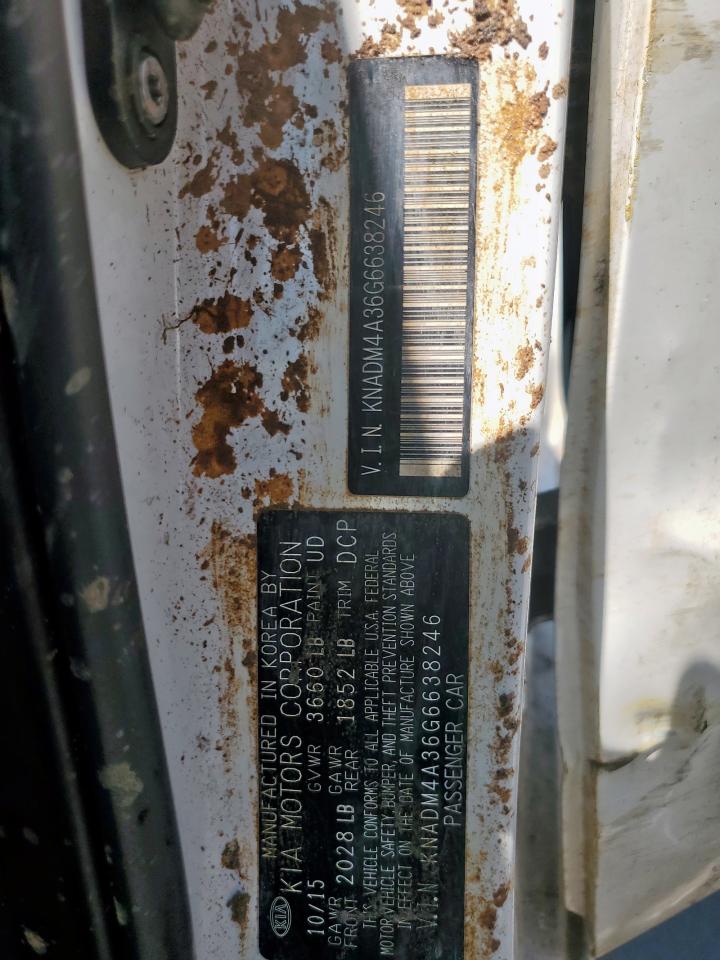 V.I.N. KNADM4A36G6638246
KIA
MANUFACTURED IN KOREA BY
KIA MOTORS CORPORATION
10/15 GVWR 3660 LB PAINT UD
GAWR FRONT 2028 LB GAWR REAR 1852 LB TRIM DCP
THIS VEHICLE CONFORMS TO ALL APPLICABLE U.S.A. FEDERAL
MOTOR VEHICLE SAFETY, BUMPER, AND THEFT PREVENTION STANDARDS
IN EFFECT ON THE DATE OF MANUFACTURE SHOWN ABOVE
V.I.N. KNADM4A36G6638246
PASSENGER CAR